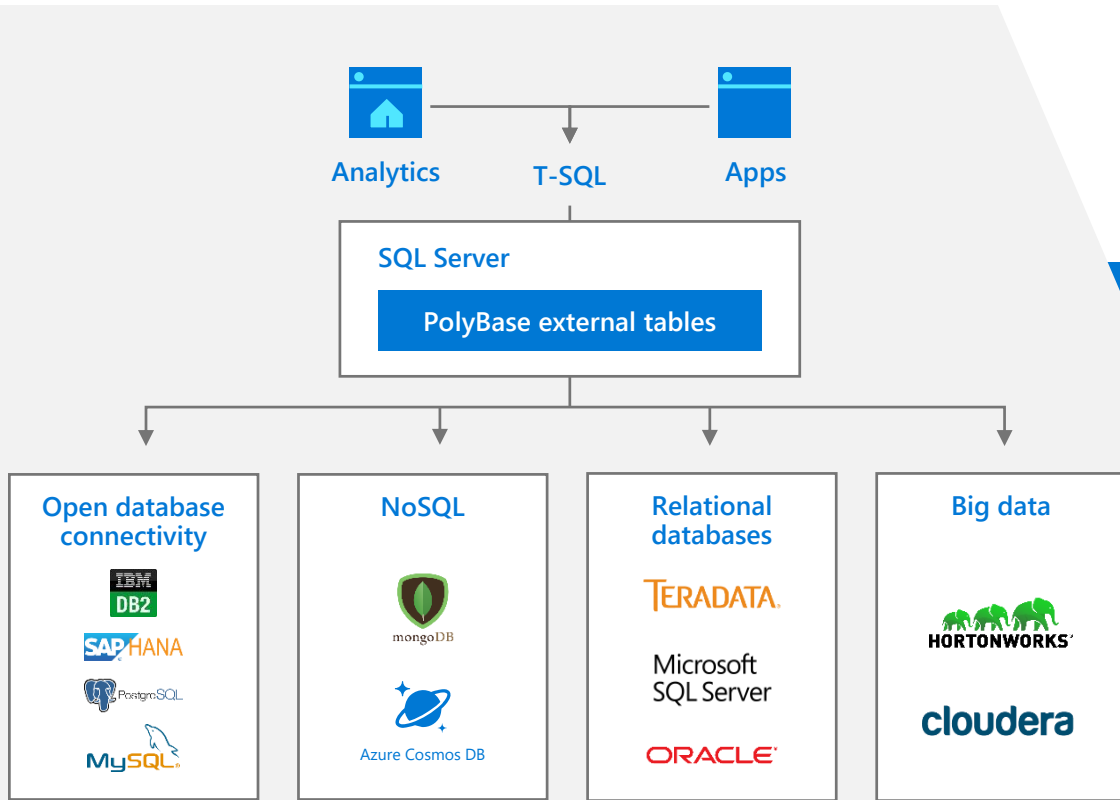 Analytics
T-SQL
Apps
SQL Server
PolyBase external tables
Open database
connectivity
IBM
DB2
SAP HANA
PostgreSQL
MySQL
NoSQL
mongoDB
Azure Cosmos DB
Relational
databases
TERADATA
Microsoft
SQL Server
ORACLE
Big data
HORTONWORKS
cloudera